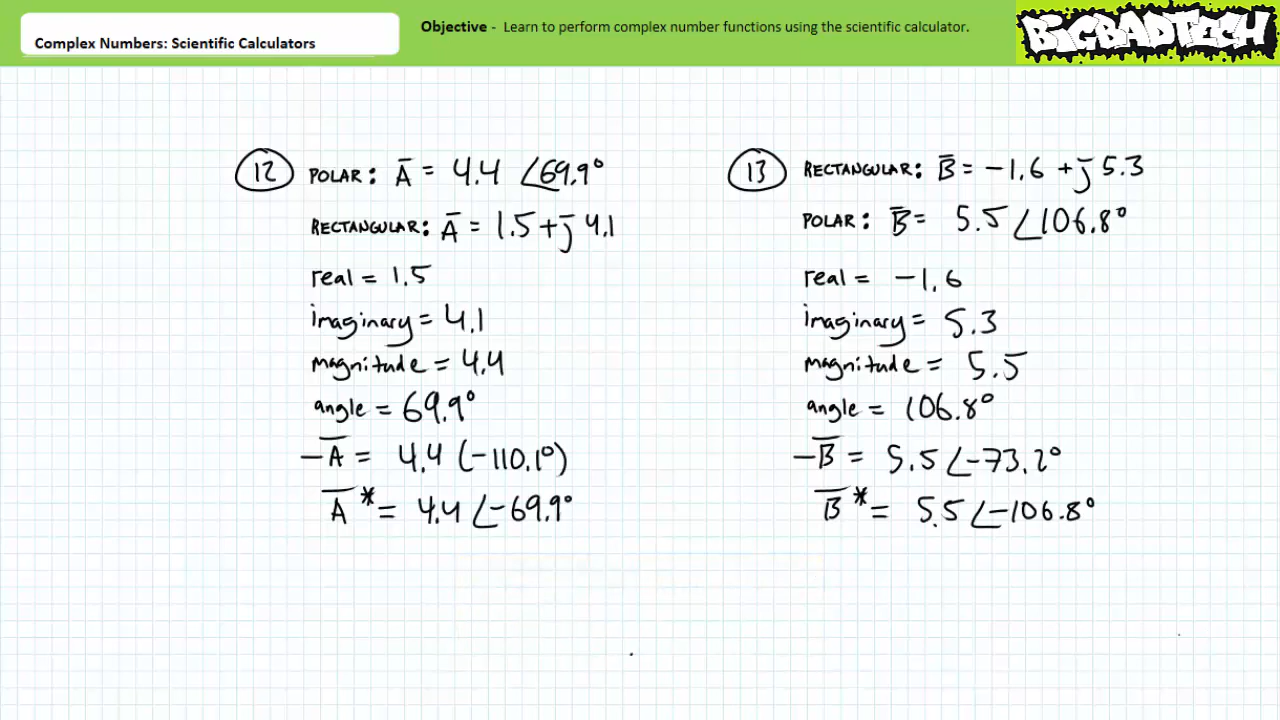 Complex Numbers: Scientific Calculators
Objective - Learn to perform complex number functions using the scientific calculator.
BIGBADTECH
12 POLAR: A̅ = 4.4 ∠69.9°
RECTANGULAR: A̅ = 1.5 + j 4.1
real = 1.5
imaginary = 4.1
magnitude = 4.4
angle = 69.9°
-A̅ = 4.4 (-110.1°)
A̅* = 4.4 ∠-69.9°
13 RECTANGULAR: B̅ = -1.6 + j 5.3
POLAR: B̅ = 5.5 ∠106.8°
real = -1.6
imaginary = 5.3
magnitude = 5.5
angle = 106.8°
-B̅ = 5.5 ∠-73.2°
B̅* = 5.5 ∠-106.8°